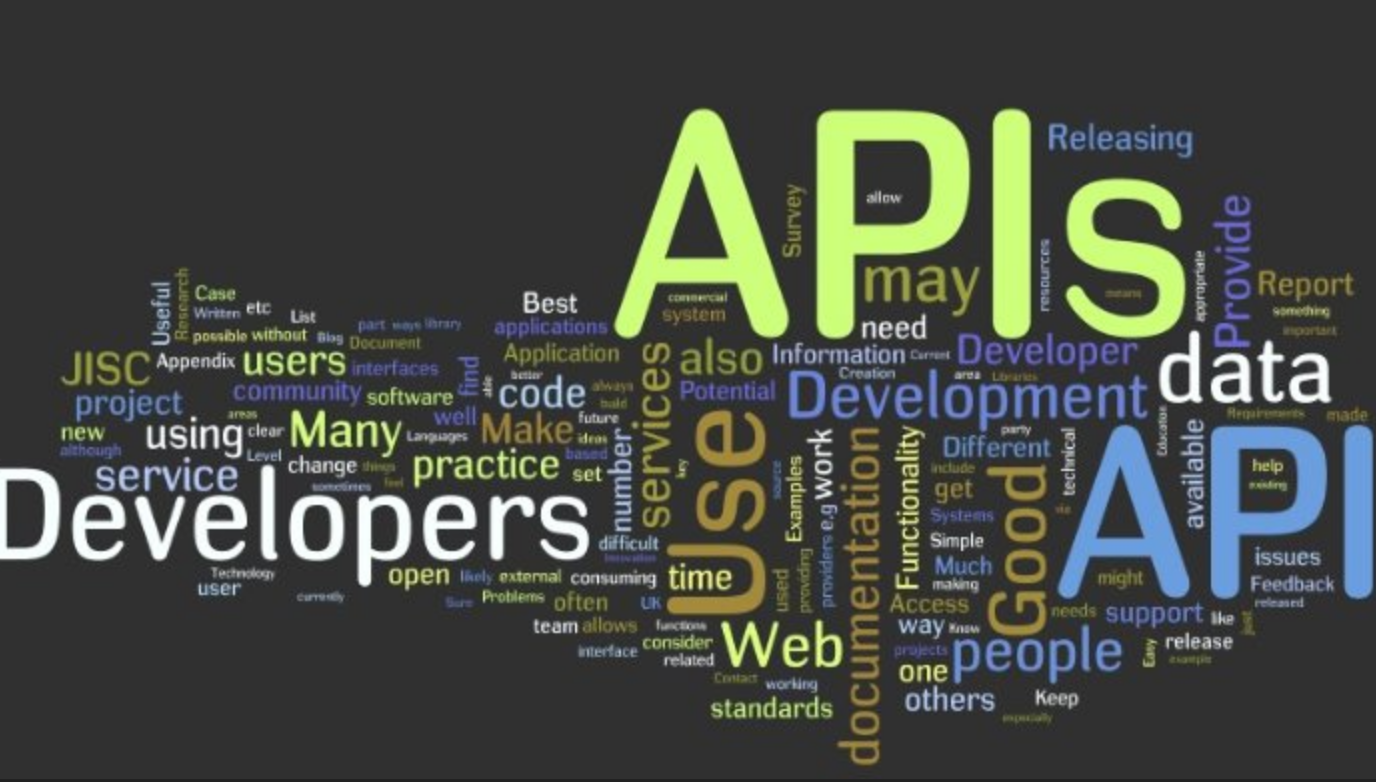 APIs
Releasing
Survey
allow
resources
means
appropriate
Provide
Report
something
important
may
commercial
system
need
Useful
Research
Case
Written
etc
List
possible
without
Blog
part
ways
library
Document
Best
applications
Application
JISC
Appendix
users
interfaces
find
able
better
code
always
build
services
also
Potential
Information
Current
Creation
Developer
area
Libraries
Development
data
Requirements
made
project
community
software
new
although
areas
using
clear
Level
Many
Languages
well
Make
future
ideas
based
set
number
key
Use
source
Examples
work
e.g
providers
documentation
Functionality
party
Different
include
get
Systems
Simple
Much
making
Good
technical
via
Education
available
API
help
existing
service
change
things
feel
sometimes
practice
Developers
difficult
Innovation
Technology
user
currently
open
likely
external
consuming
time
used
providing
Sure
Problems
often
UK
team
allows
functions
interface
consider
related
Web
Contact
working
standards
Access
way
Know
projects
one
people
others
Keep
especially
might
needs
support
like
just
Easy
release
example
issues
Feedback
released